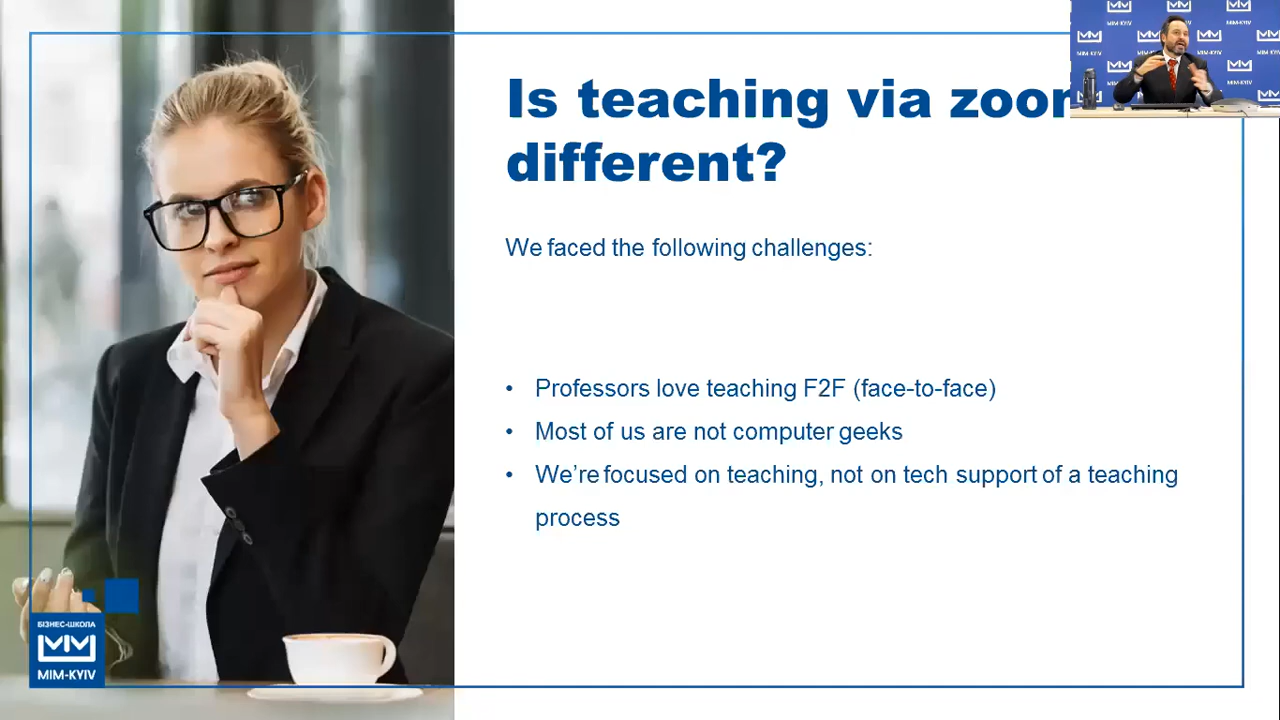 Is teaching via zoom
different?
We faced the following challenges:
• Professors love teaching F2F (face-to-face)
• Most of us are not computer geeks
• We’re focused on teaching, not on tech support of a teaching
process
БІЗНЕС-ШКОЛА
MIM-KYIV